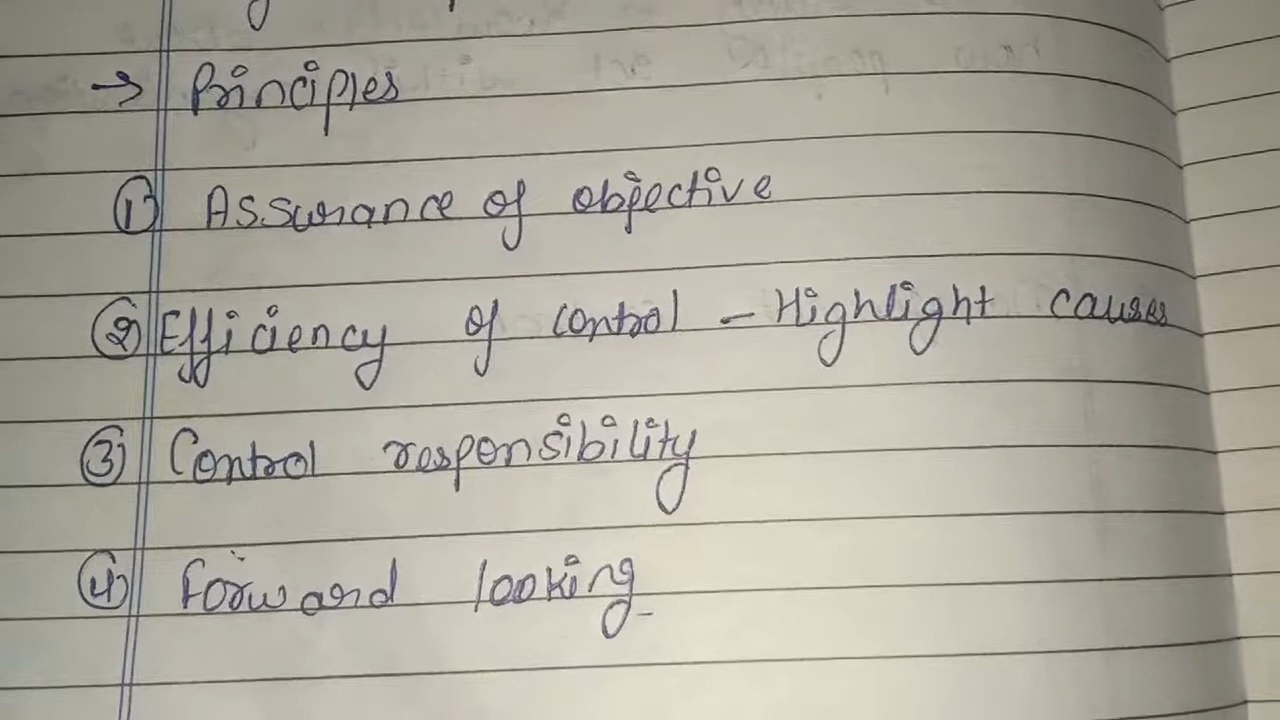 → Principles
① Assurance of objective
② Efficiency of control - Highlight causes
③ Control responsibility
④ Forward looking